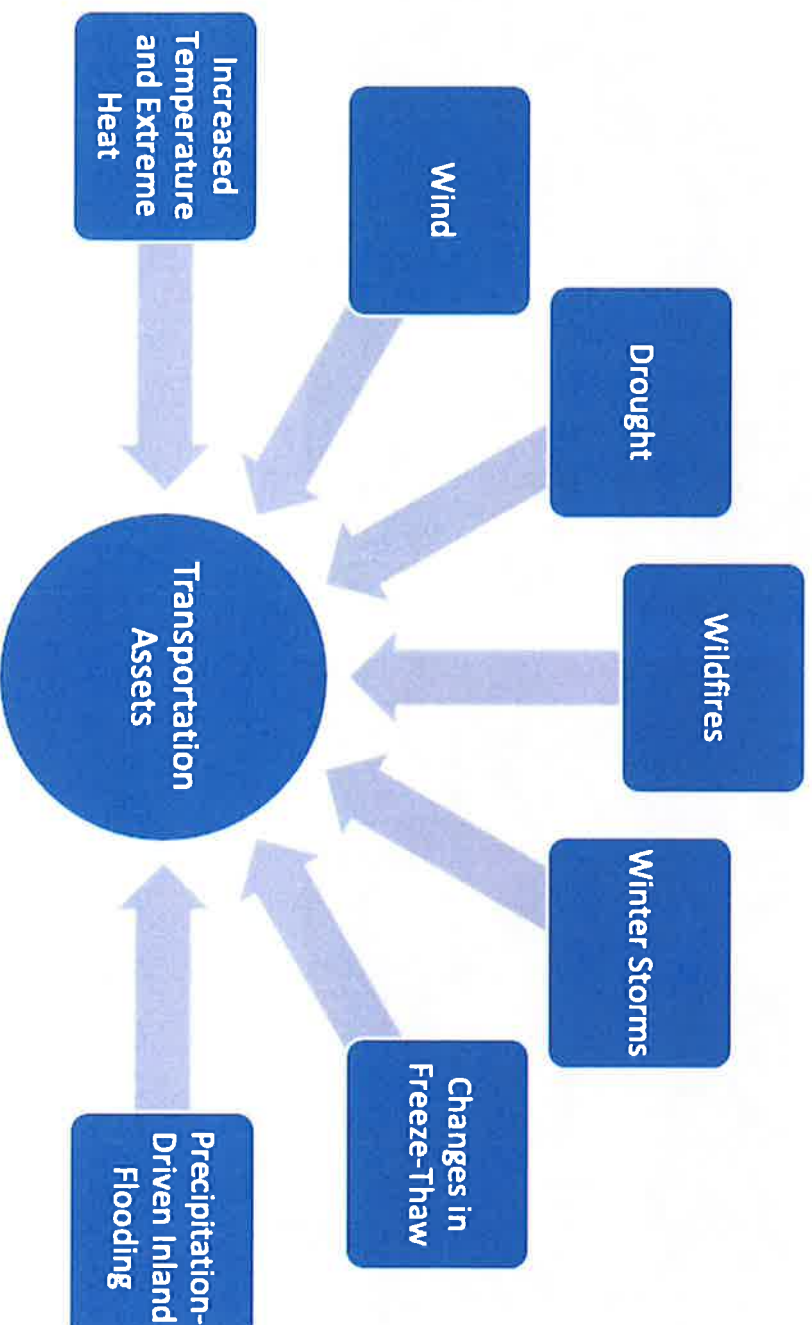 Increased
Temperature
and Extreme
Heat
Wind
Drought
Wildfires
Winter Storms
Changes in
Freeze-Thaw
Precipitation-
Driven Inland
Flooding
Transportation
Assets